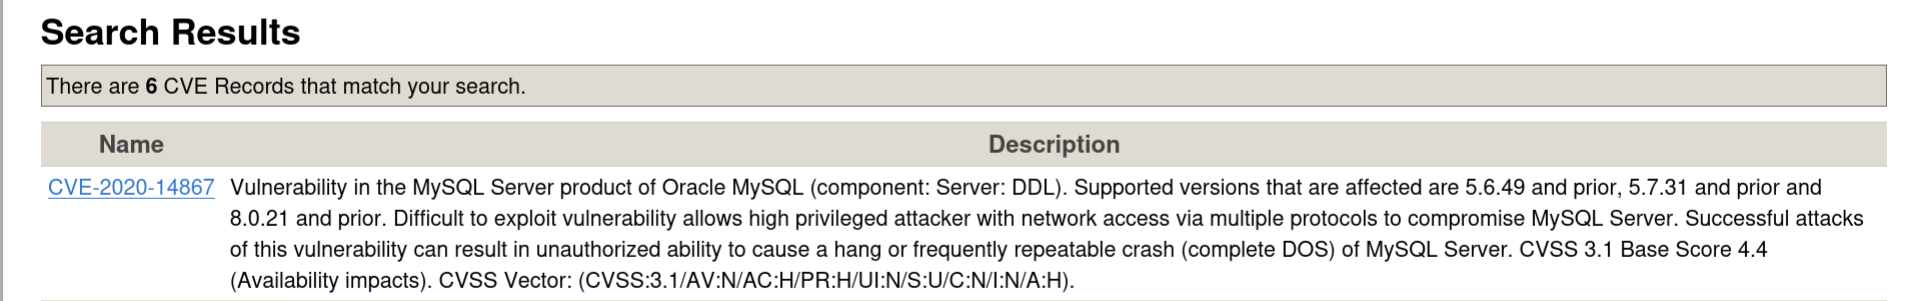 Search Results
There are 6 CVE Records that match your search.
Name Description
CVE-2020-14867 Vulnerability in the MySQL Server product of Oracle MySQL (component: Server: DDL). Supported versions that are affected are 5.6.49 and prior, 5.7.31 and prior and
8.0.21 and prior. Difficult to exploit vulnerability allows high privileged attacker with network access via multiple protocols to compromise MySQL Server. Successful attacks
of this vulnerability can result in unauthorized ability to cause a hang or frequently repeatable crash (complete DOS) of MySQL Server. CVSS 3.1 Base Score 4.4
(Availability impacts). CVSS Vector: (CVSS:3.1/AV:N/AC:H/PR:H/UI:N/S:U/C:N/I:N/A:H).